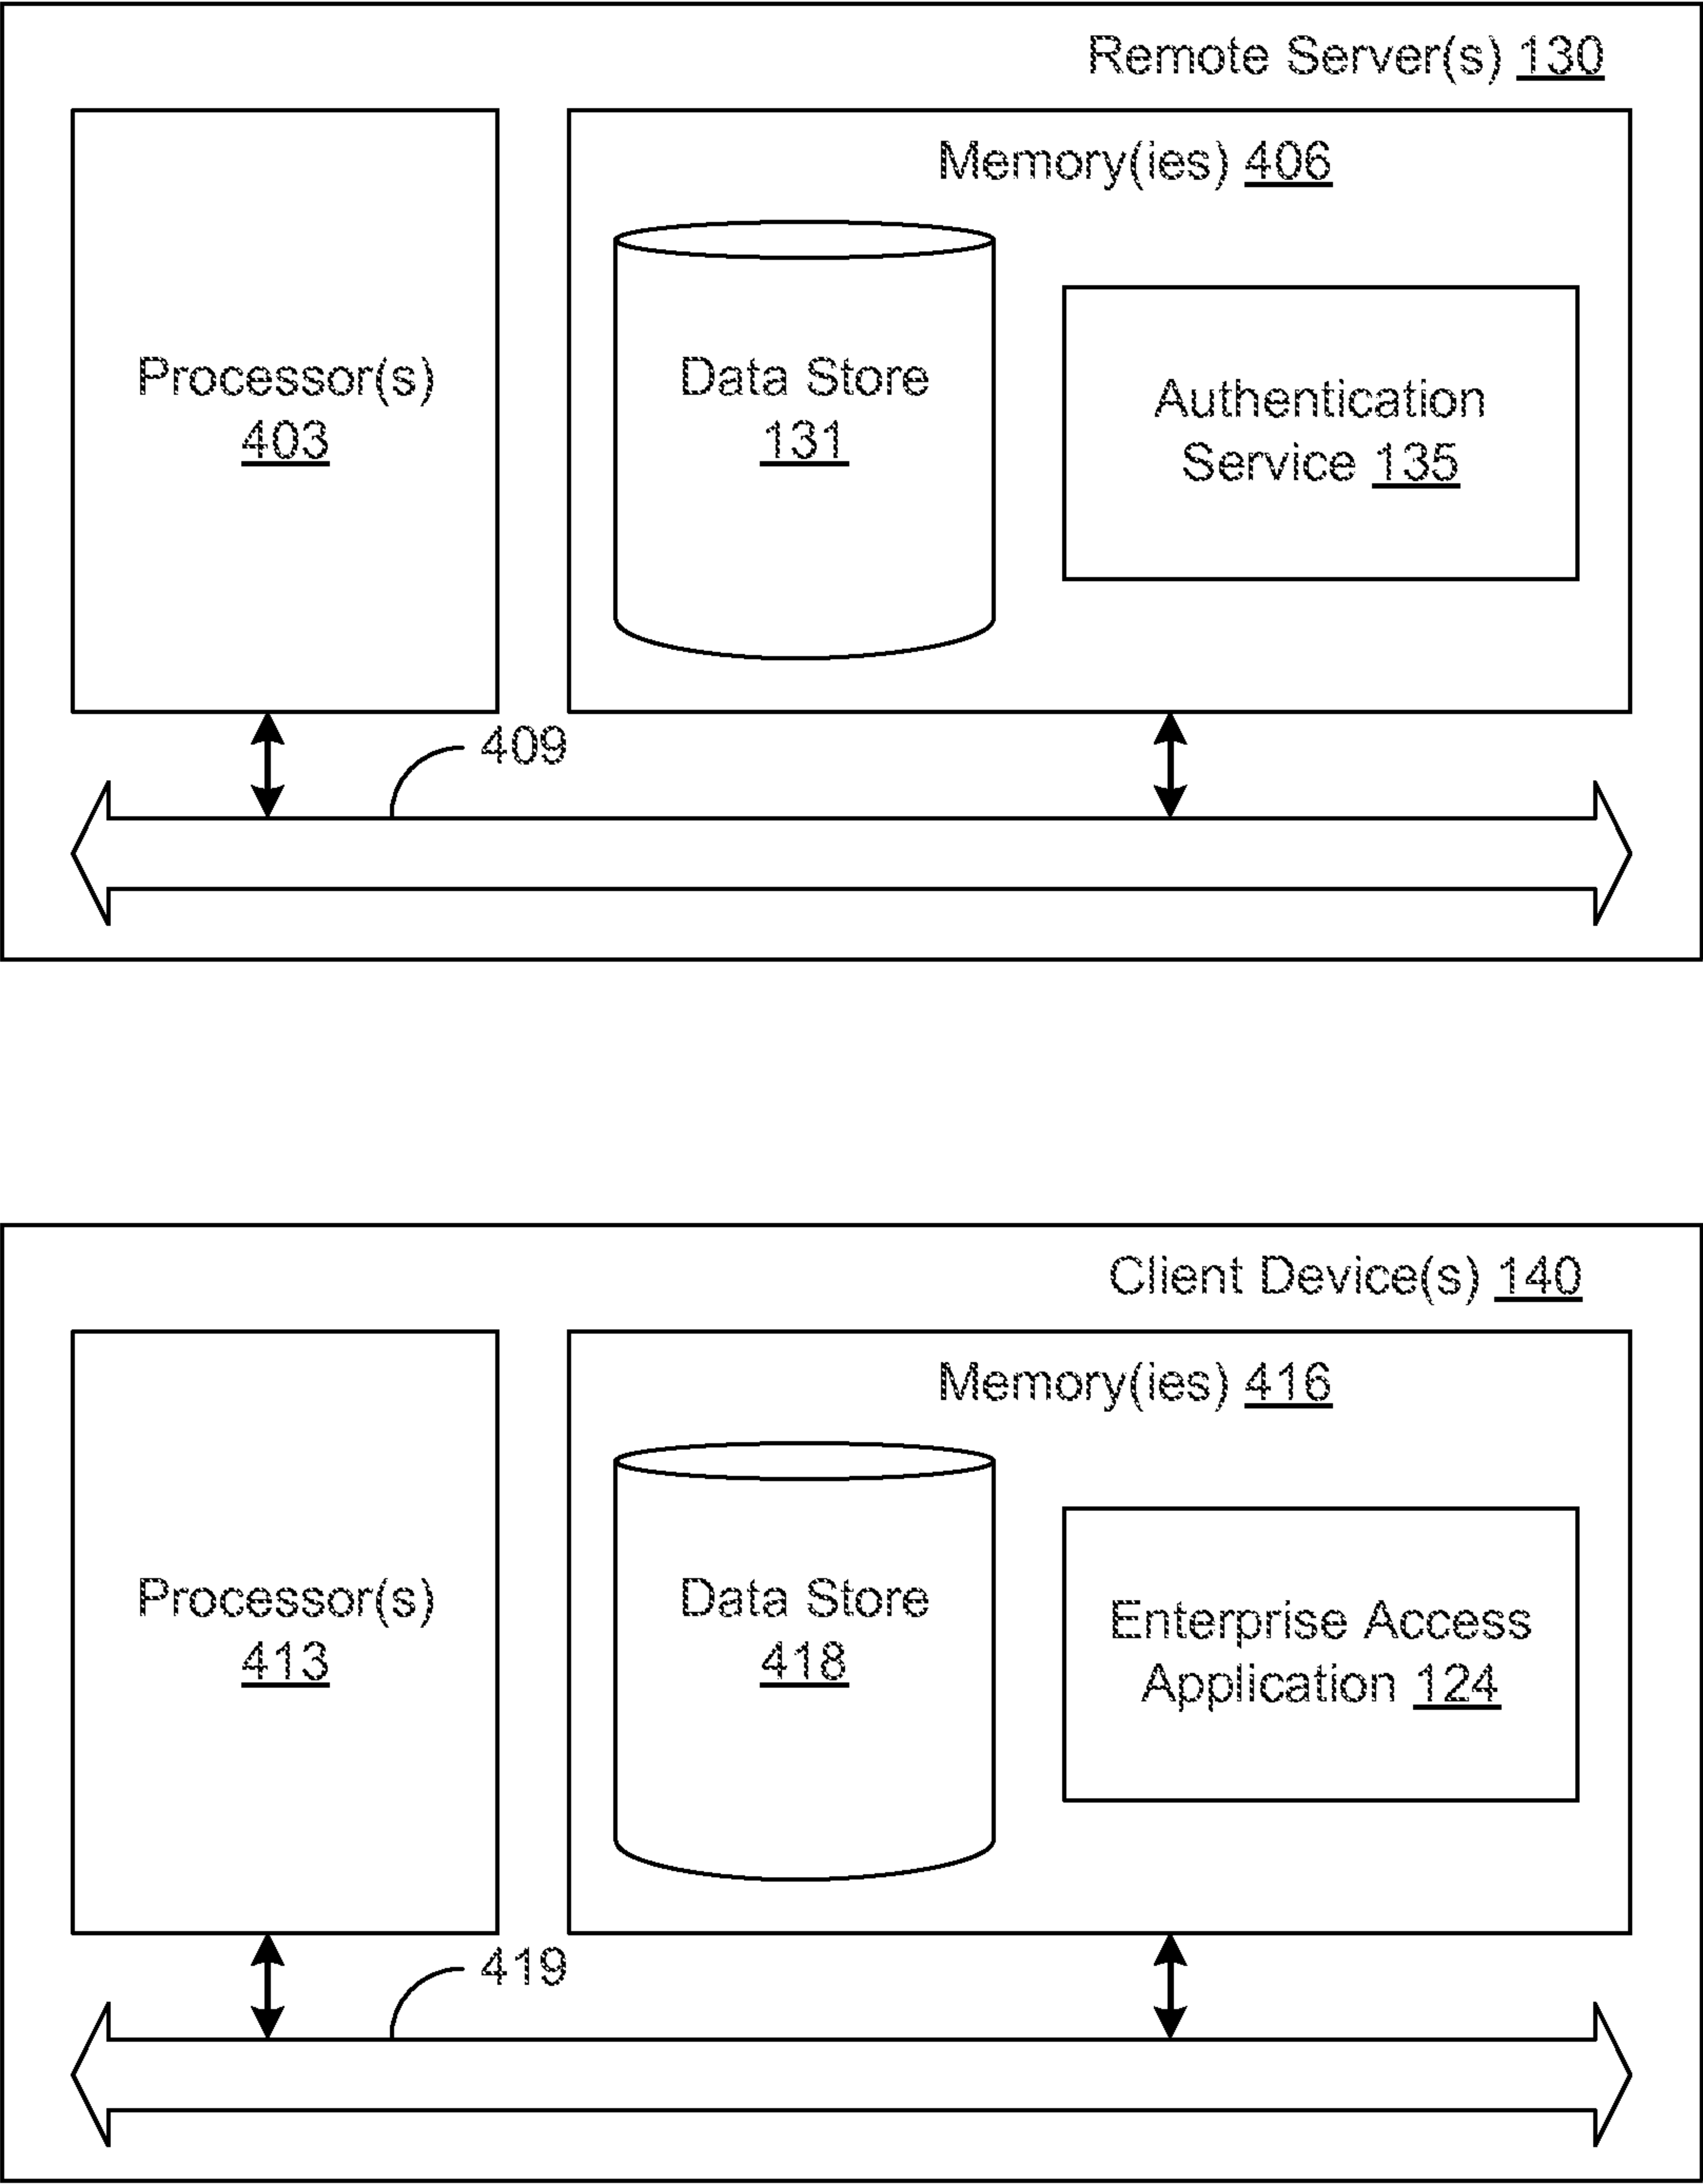 Remote Server(s) 130
Memory(ies) 406
Processor(s)
403
Data Store
131
Authentication
Service 135
409
Client Device(s) 140
Memory(ies) 416
Processor(s)
413
Data Store
418
Enterprise Access
Application 124
419